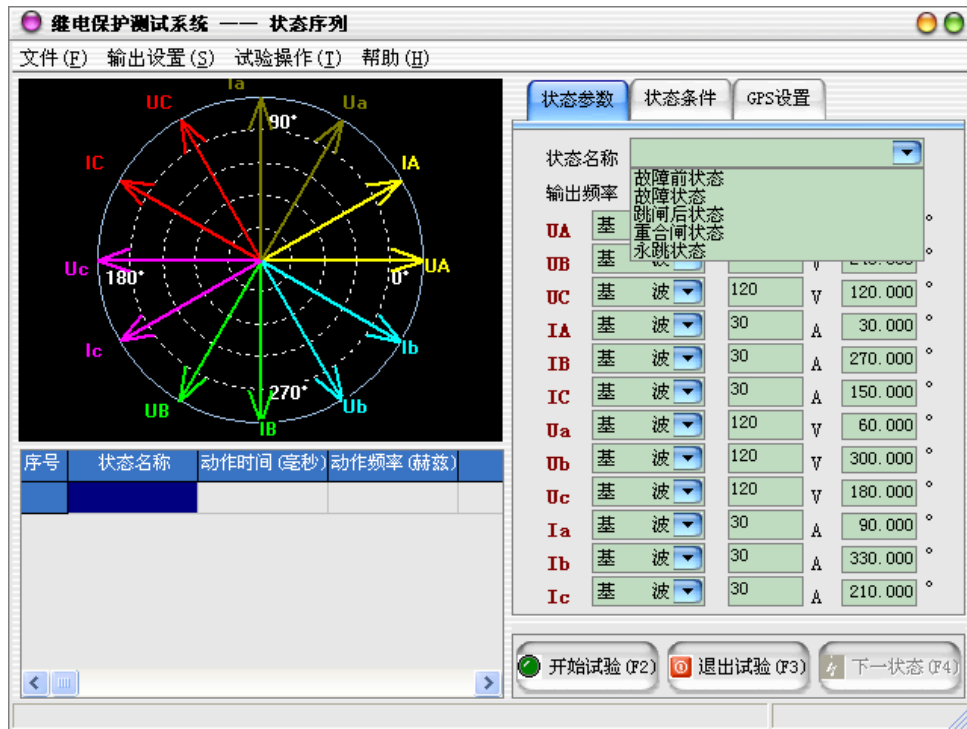 继电保护测试系统 —— 状态序列
文件(F) 输出设置(S) 试验操作(T) 帮助(H)
Ia
UC
Ua
90°
IC
IA
Uc
180°
0°
UA
Ic
Ib
270°
UB
Ub
IB
序号 状态名称 动作时间(毫秒) 动作频率(赫兹)
状态参数 状态条件 GPS设置
状态名称
故障前状态
输出频率
故障状态
跳闸后状态
重合闸状态
永跳状态
UA 基 °
UB 基 波 V 240.000 °
UC 基 波 120 V 120.000 °
IA 基 波 30 A 30.000 °
IB 基 波 30 A 270.000 °
IC 基 波 30 A 150.000 °
Ua 基 波 120 V 60.000 °
Ub 基 波 120 V 300.000 °
Uc 基 波 120 V 180.000 °
Ia 基 波 30 A 90.000 °
Ib 基 波 30 A 330.000 °
Ic 基 波 30 A 210.000 °
开始试验(F2) 退出试验(F3) 下一状态(F4)